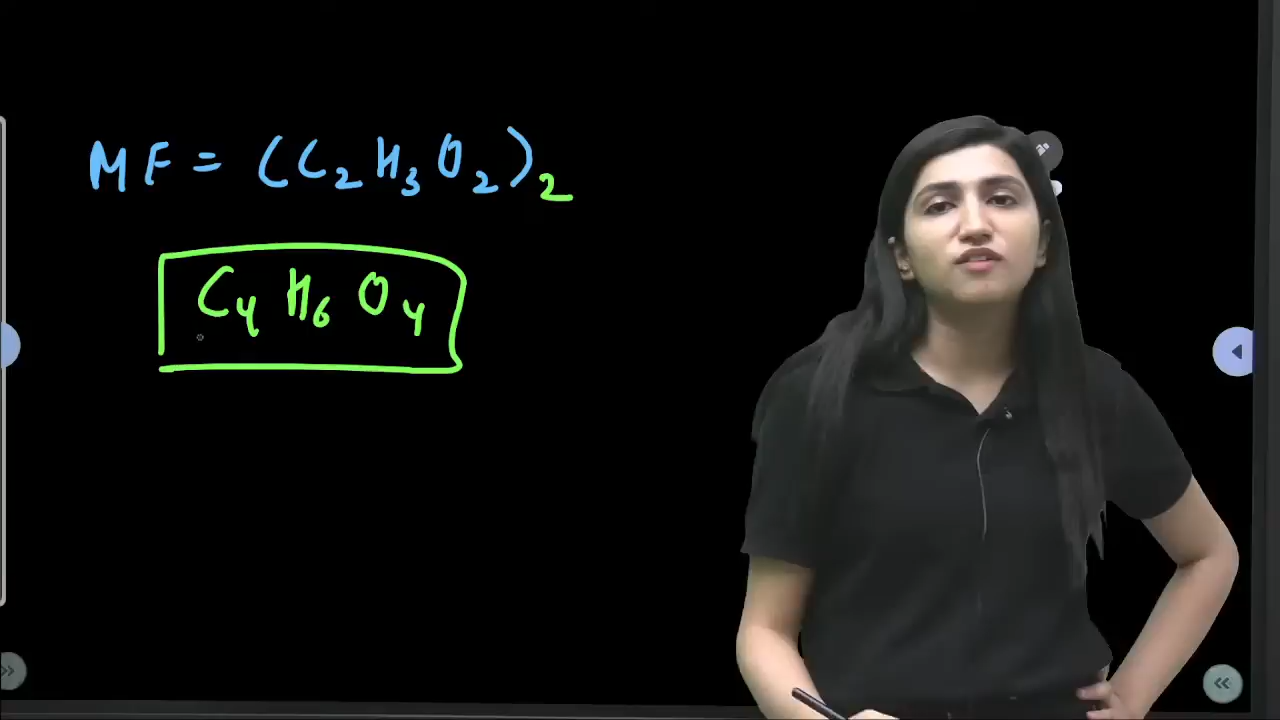 MF = (C₂H₃O₂)₂
C₄H₆O₄